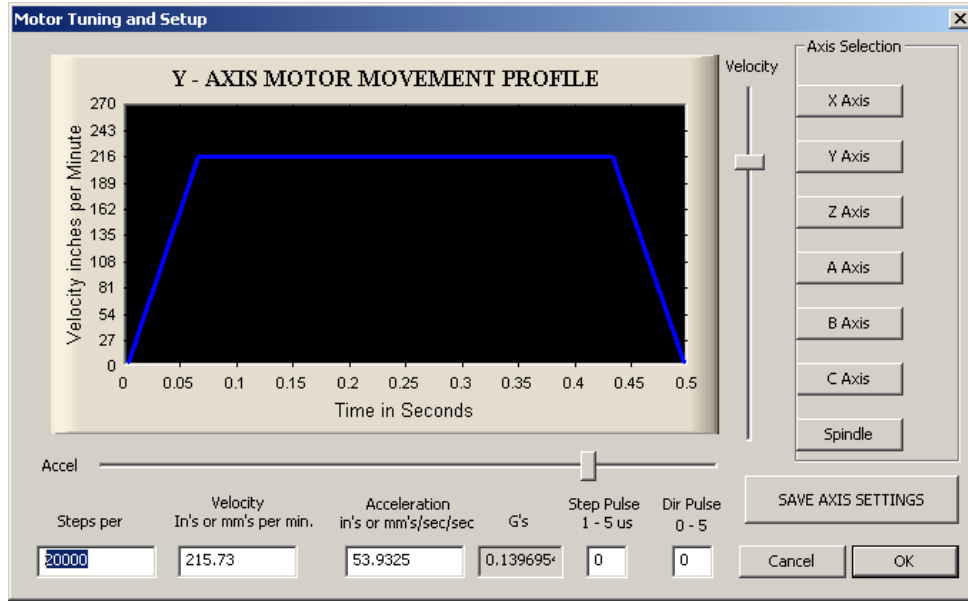 Motor Tuning and Setup
Y - AXIS MOTOR MOVEMENT PROFILE
Velocity inches per Minute
270
243
216
189
162
135
108
81
54
27
0
0 0.05 0.1 0.15 0.2 0.25 0.3 0.35 0.4 0.45 0.5
Time in Seconds
Velocity
Axis Selection
X Axis
Y Axis
Z Axis
A Axis
B Axis
C Axis
Spindle
Accel
SAVE AXIS SETTINGS
Steps per
Velocity
In's or mm's per min.
Acceleration
in's or mm's/sec/sec
G's
Step Pulse
1 - 5 us
Dir Pulse
0 - 5
20000
215.73
53.9325
0.139695
0
0
Cancel
OK